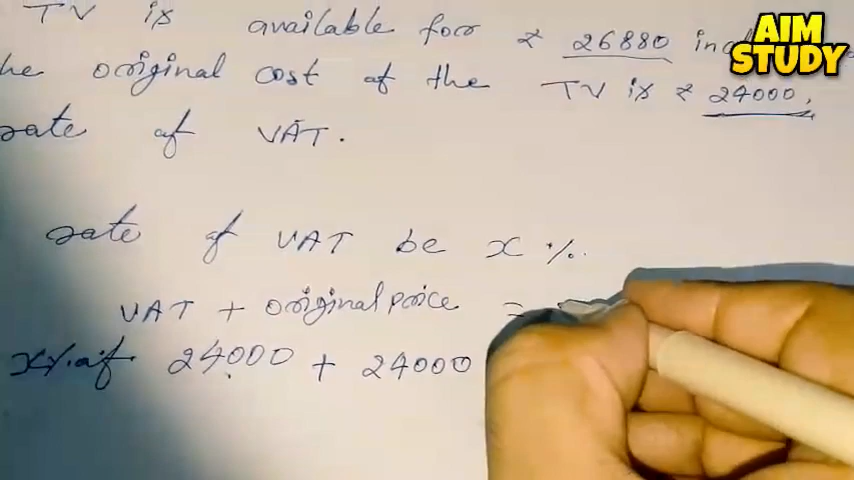 TV is available for ₹ 26880
AIM STUDY
he original cost of the TV is ₹ 24000.
rate of VAT.
rate of VAT be x %.
VAT + original price =
x% of 24000 + 24000